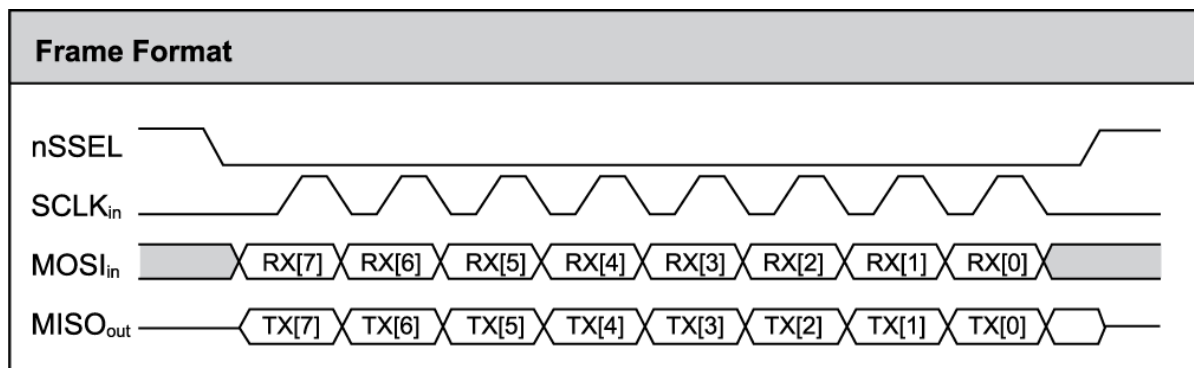 Frame Format
nSSEL
SCLKin
MOSIin RX[7] RX[6] RX[5] RX[4] RX[3] RX[2] RX[1] RX[0]
MISOout TX[7] TX[6] TX[5] TX[4] TX[3] TX[2] TX[1] TX[0]